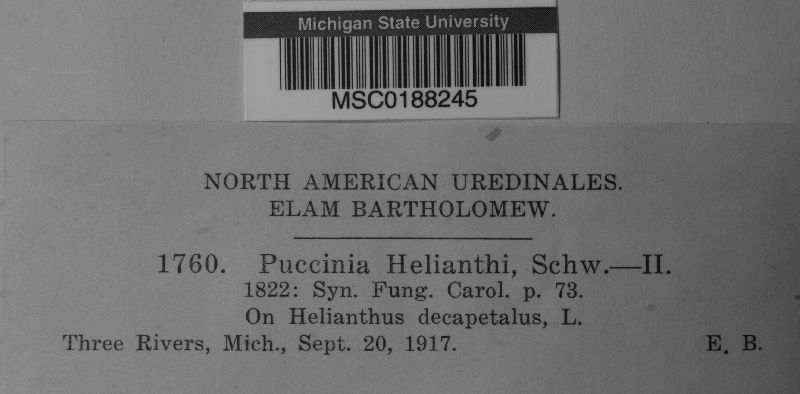 Michigan State University
MSC0188245
NORTH AMERICAN UREDINALES.
ELAM BARTHOLOMEW.
1760. Puccinia Helianthi, Schw.—II.
1822: Syn. Fung. Carol. p. 73.
On Helianthus decapetalus, L.
Three Rivers, Mich., Sept. 20, 1917. E. B.